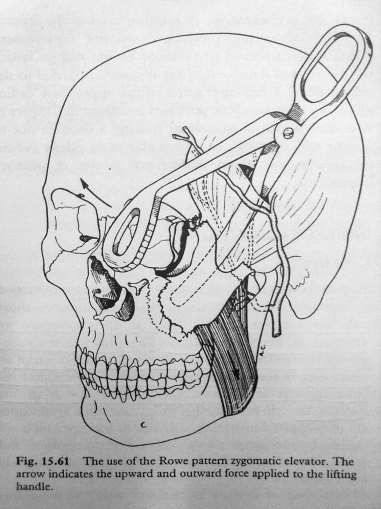 A.C.
C
Fig. 15.61 The use of the Rowe pattern zygomatic elevator. The
arrow indicates the upward and outward force applied to the lifting
handle.